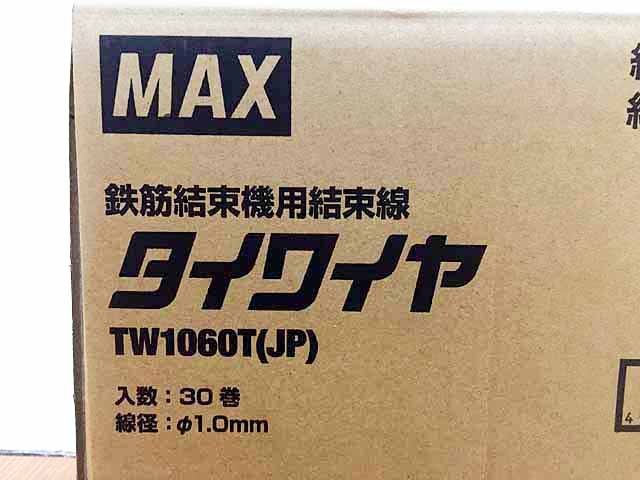 MAX
鉄筋結束機用結束線
タイワイヤ
TW1060T(JP)
入数：30 巻
線径：φ1.0mm
4